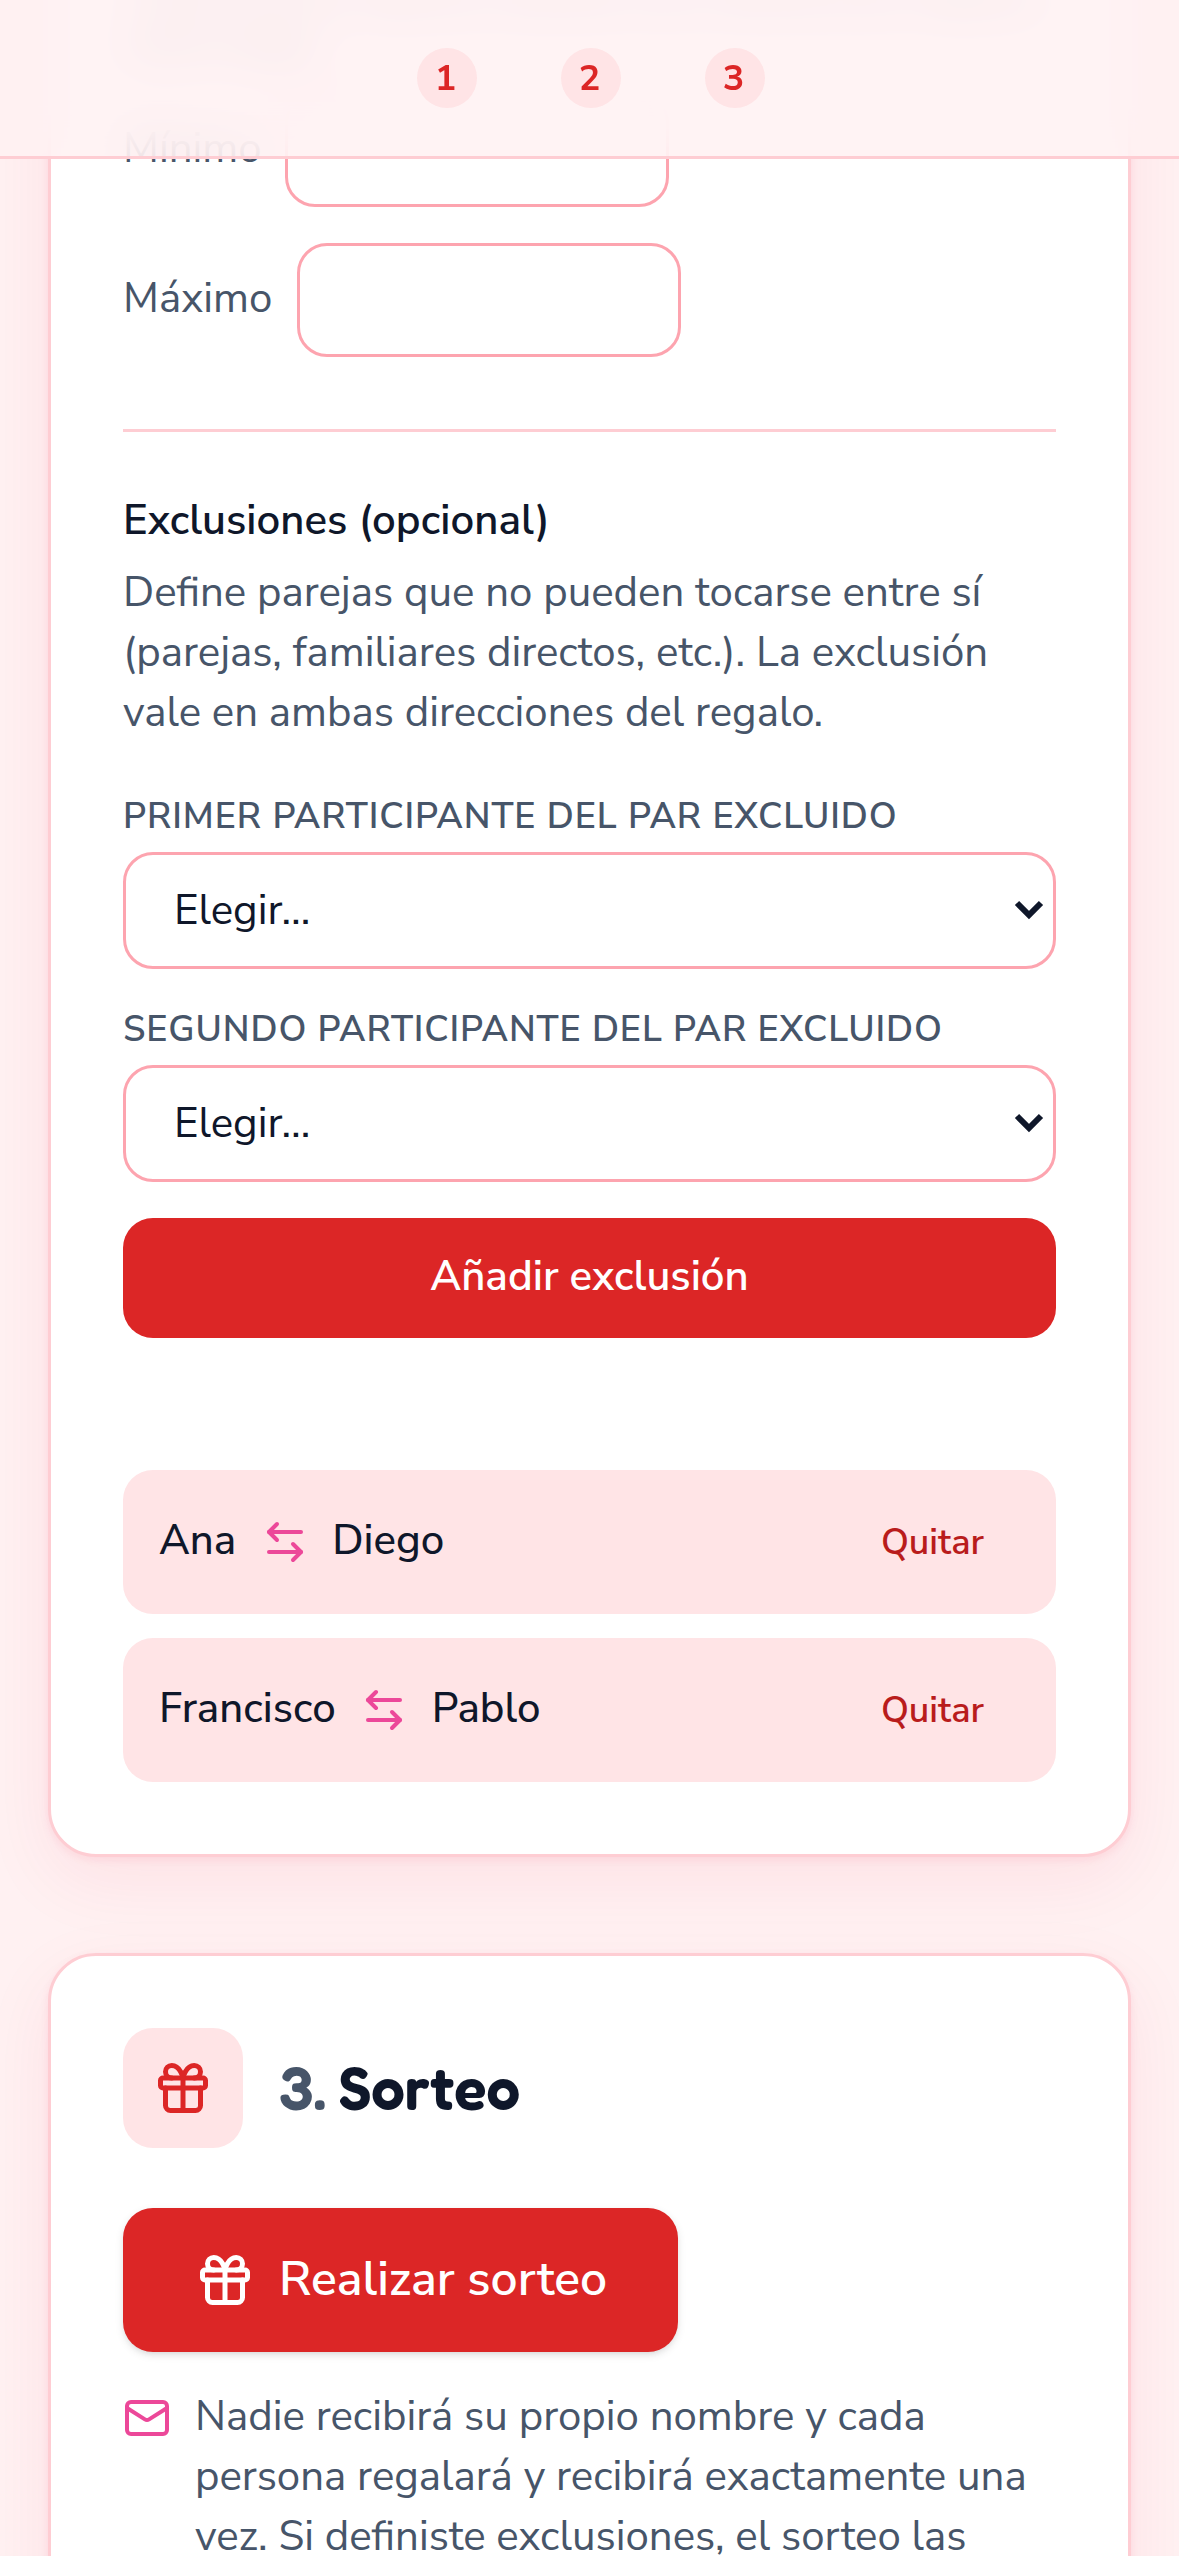 1 2 3
Mínimo
Máximo
Exclusiones (opcional)
Define parejas que no pueden tocarse entre sí
(parejas, familiares directos, etc.). La exclusión
vale en ambas direcciones del regalo.
PRIMER PARTICIPANTE DEL PAR EXCLUIDO
Elegir...
SEGUNDO PARTICIPANTE DEL PAR EXCLUIDO
Elegir...
Añadir exclusión
Ana Diego Quitar
Francisco Pablo Quitar
3. Sorteo
Realizar sorteo
Nadie recibirá su propio nombre y cada
persona regalará y recibirá exactamente una
vez. Si definiste exclusiones, el sorteo las